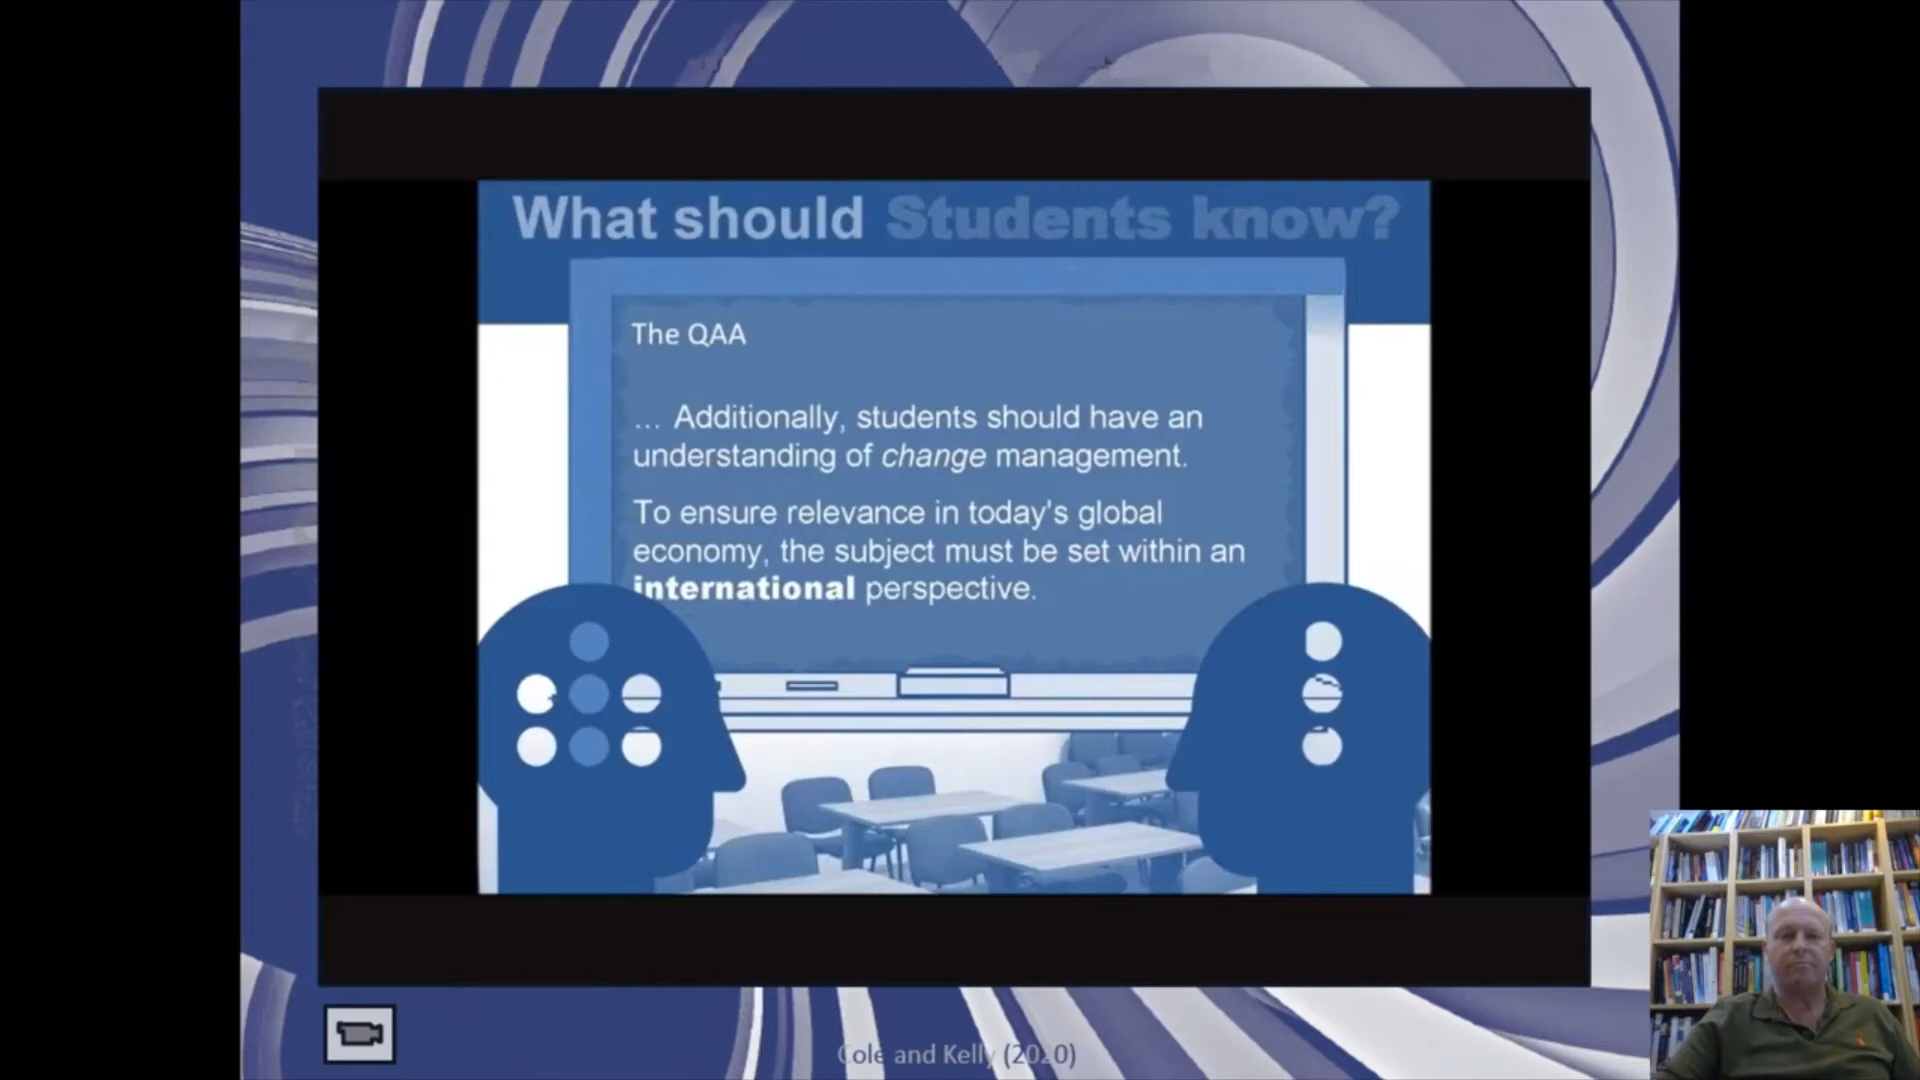 What should Students know?
The QAA
... Additionally, students should have an
understanding of change management.
To ensure relevance in today's global
economy, the subject must be set within an
international perspective.
Cole and Kelly (2020)